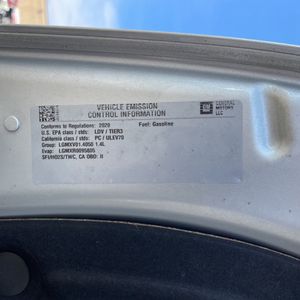 VEHICLE EMISSION
CONTROL INFORMATION
GM
GENERAL
MOTORS
LLC
Conforms to Regulations: 2020 Fuel: Gasoline
U.S. EPA class / stds: LDV / TIER3
California class / stds: PC / ULEV70
Group: LGMXV01.4050 1.4L
Evap: LGMXR0095805
SFI/HO2S/TWC, CA OBD: II